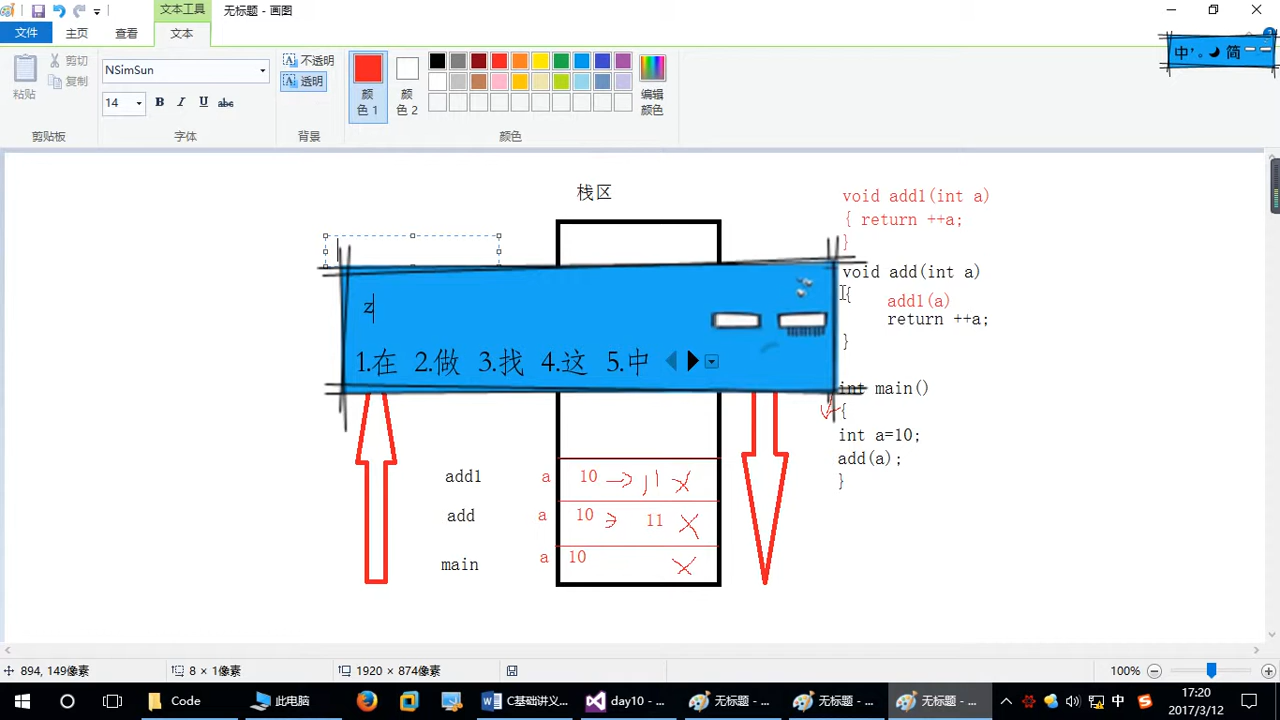 文本工具
无标题 - 画图
文件
主页
查看
文本
粘贴
剪切
复制
剪贴板
NSimSun
14
B I U abc
字体
不透明
透明
背景
颜色 1
颜色 2
编辑颜色
颜色
中
简
栈区
void add1(int a)
{ return ++a;
}
void add(int a)
{
add1(a)
return ++a;
}
int main()
{
int a=10;
add(a);
}
z
1.在 2.做 3.找 4.这 5.中
add1 a 10 11
add a 10 11
main a 10
894, 149像素
8 × 1像素
1920 × 874像素
100%
Code
此电脑
C基础讲义...
day10 - ...
无标题 - ...
无标题 - ...
无标题 - ...
中
17:20
2017/3/12